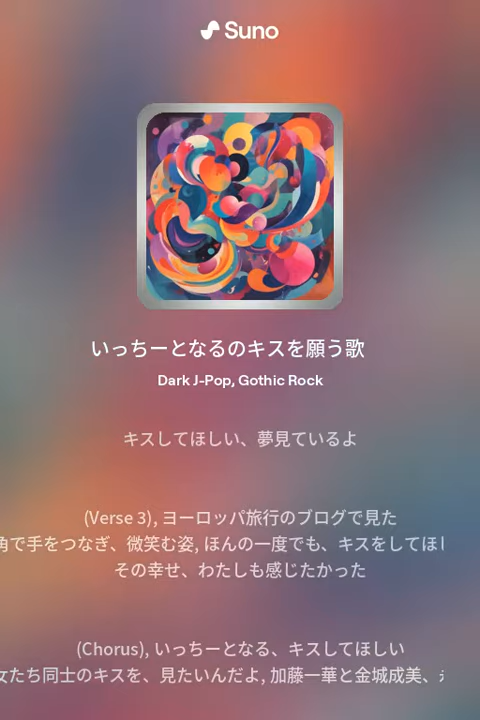 Suno
いっちーとなるのキスを願う歌
Dark J-Pop, Gothic Rock
キスしてほしい、夢見ているよ
(Verse 3), ヨーロッパ旅行のブログで見た
角で手をつなぎ、微笑む姿, ほんの一度でも、キスをしてほし
その幸せ、わたしも感じたかった
(Chorus), いっちーとなる、キスしてほしい
女たち同士のキスを、見たいんだよ, 加藤一華と金城成美、